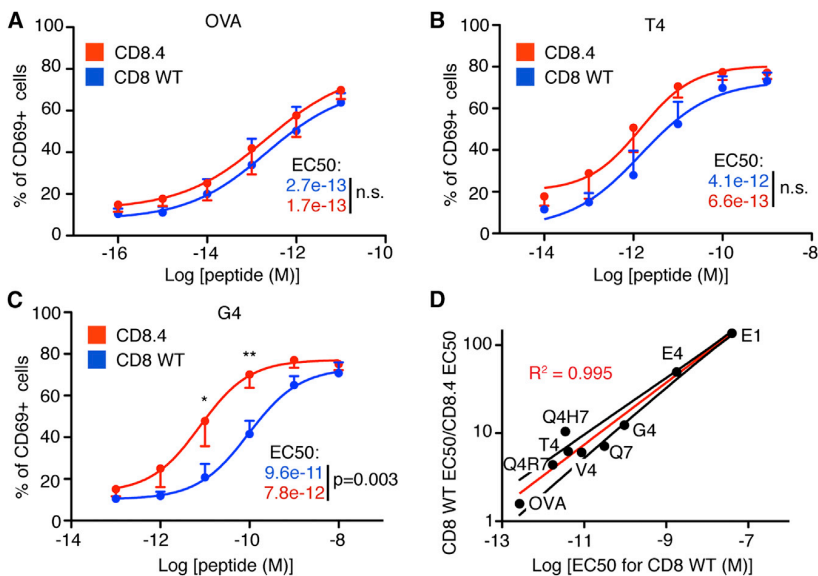 A
OVA
100
80
60
40
20
0
% of CD69+ cells
CD8.4
CD8 WT
EC50:
2.7e-13
1.7e-13
n.s.
-16
-14
-12
-10
Log [peptide (M)]
B
T4
100
80
60
40
20
0
% of CD69+ cells
CD8.4
CD8 WT
EC50:
4.1e-12
6.6e-13
n.s.
-14
-12
-10
-8
Log [peptide (M)]
C
G4
100
80
60
40
20
0
% of CD69+ cells
CD8.4
CD8 WT
*
**
EC50:
9.6e-11
7.8e-12
p=0.003
-14
-12
-10
-8
Log [peptide (M)]
D
100
10
1
CD8 WT EC50/CD8.4 EC50
R² = 0.995
E1
E4
Q4H7
G4
T4
Q7
Q4R7
V4
OVA
-13
-11
-9
-7
Log [EC50 for CD8 WT (M)]